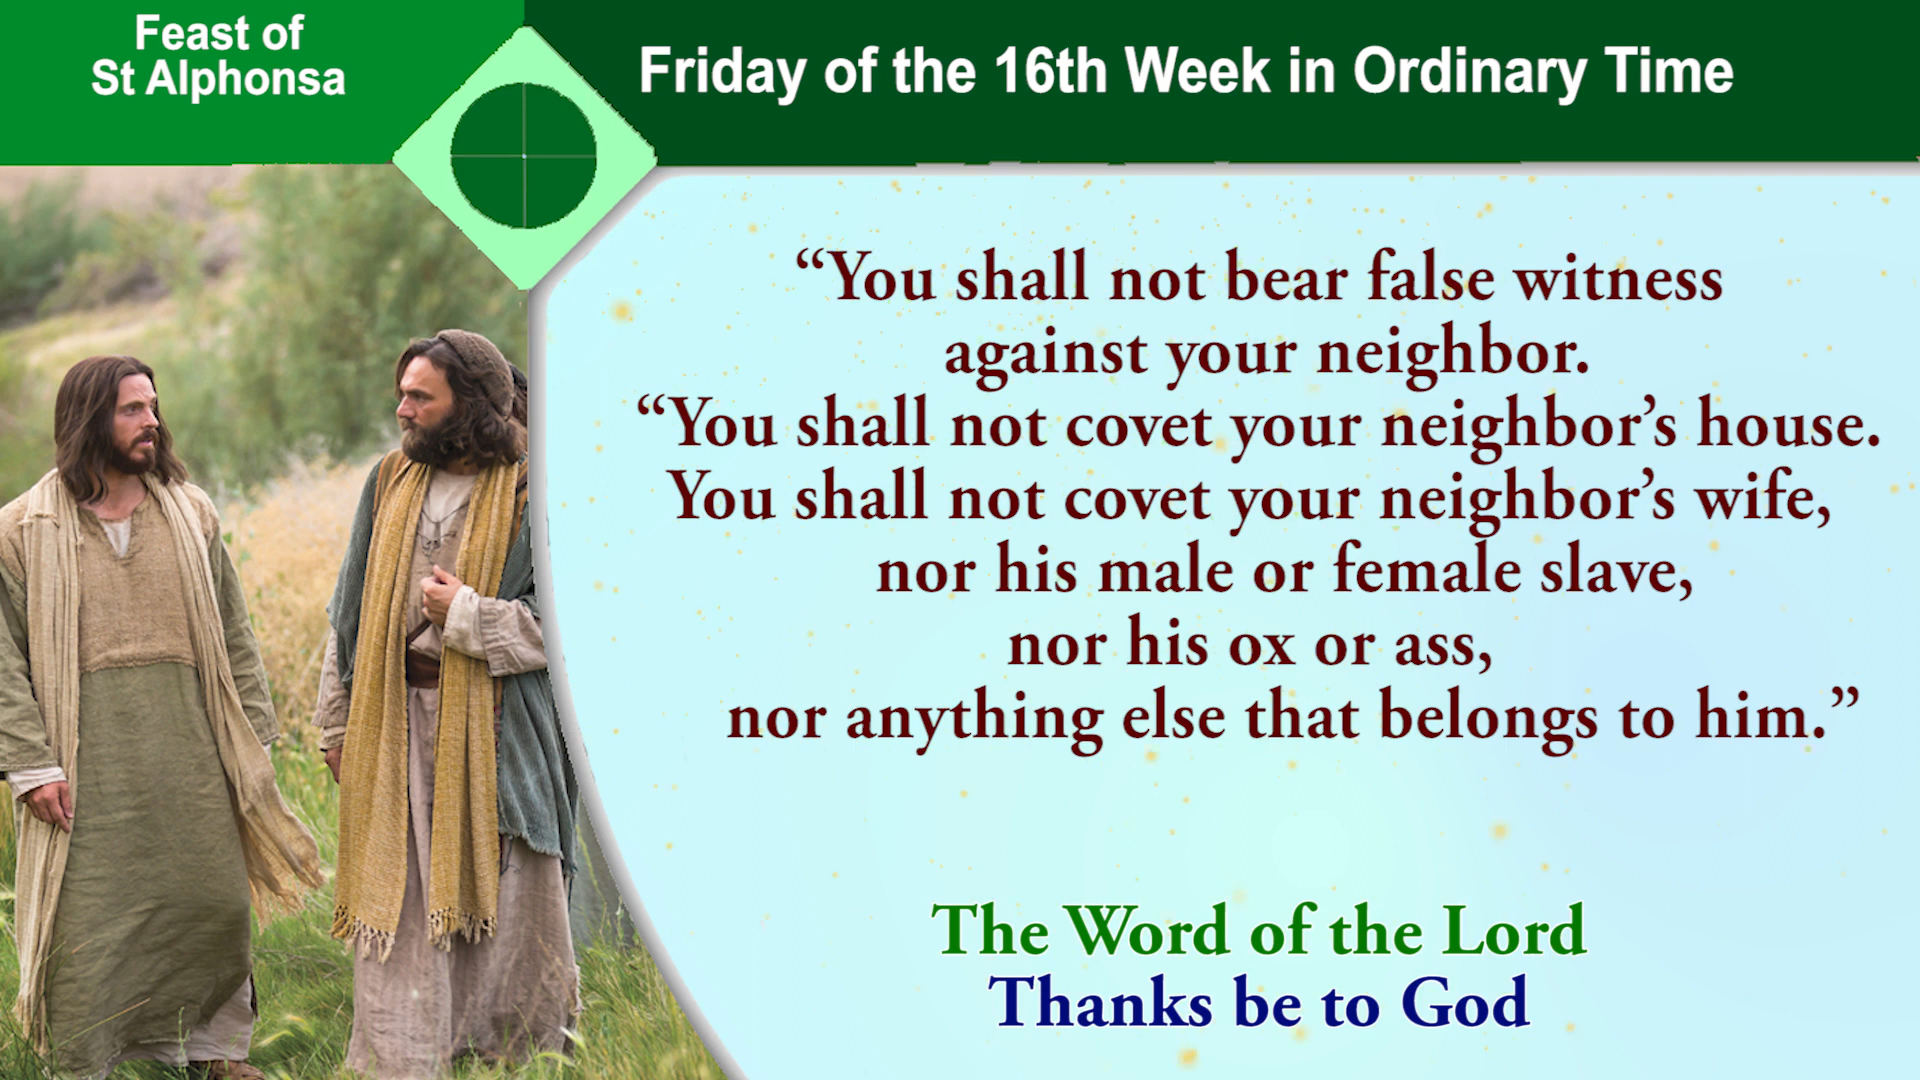 Feast of
St Alphonsa
Friday of the 16th Week in Ordinary Time
“You shall not bear false witness
against your neighbor.
“You shall not covet your neighbor’s house.
You shall not covet your neighbor’s wife,
nor his male or female slave,
nor his ox or ass,
nor anything else that belongs to him.”
The Word of the Lord
Thanks be to God